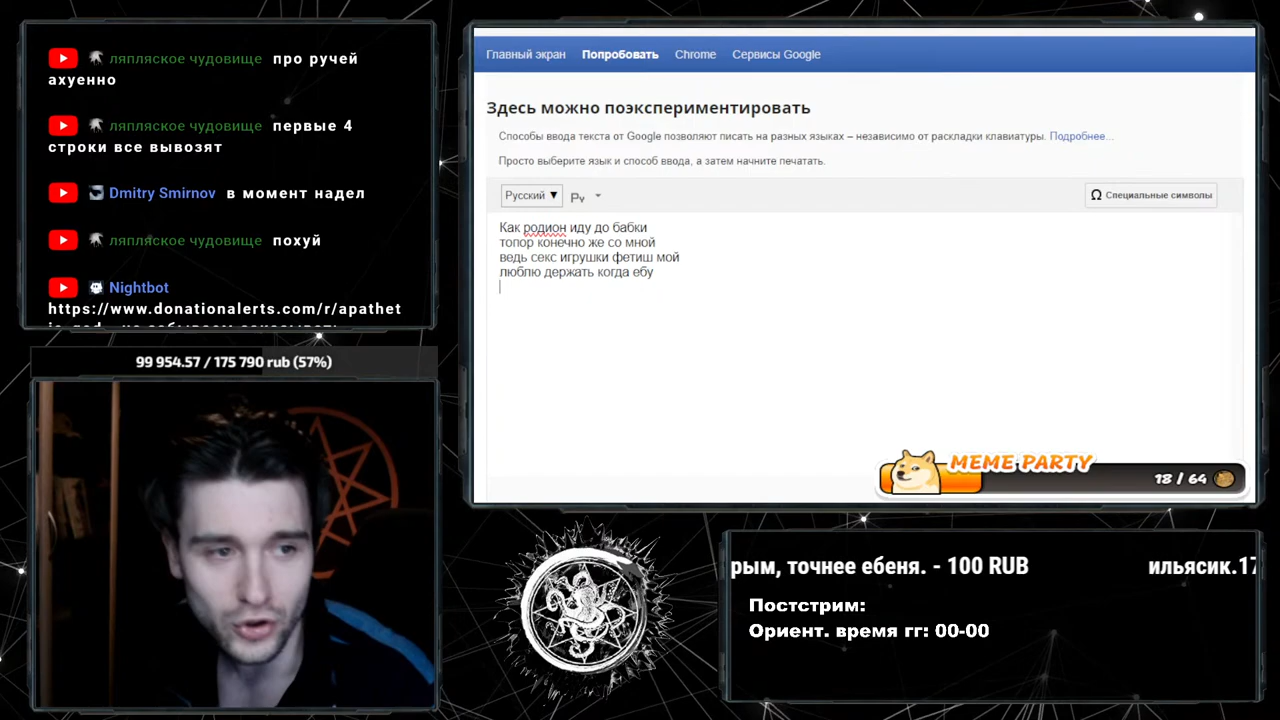 ляпляское чудовище про ручей
ахуенно
ляпляское чудовище первые 4
строки все вывозят
Dmitry Smirnov в момент надел
ляпляское чудовище похуй
Nightbot
https://www.donationalerts.com/r/apathet
99 954.57 / 175 790 rub (57%)
Главный экран Попробовать Chrome Сервисы Google
Здесь можно поэкспериментировать
Способы ввода текста от Google позволяют писать на разных языках – независимо от раскладки клавиатуры. Подробнее...
Просто выберите язык и способ ввода, а затем начните печатать.
Русский ▼ Ру Ω Специальные символы
Как родион иду до бабки
топор конечно же со мной
ведь секс игрушки фетиш мой
люблю держать когда ебу
MEME PARTY
18 / 64
рым, точнее ебеня. - 100 RUB ильясик.17
Постстрим:
Ориент. время гг: 00-00